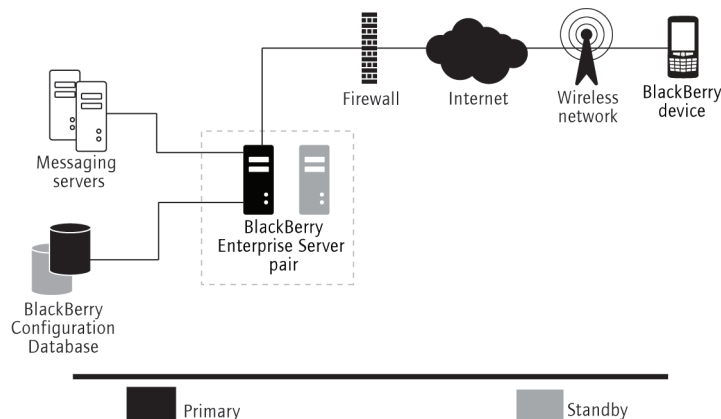 Firewall
Internet
Wireless
network
BlackBerry
device
Messaging
servers
BlackBerry
Enterprise Server
pair
BlackBerry
Configuration
Database
Primary
Standby